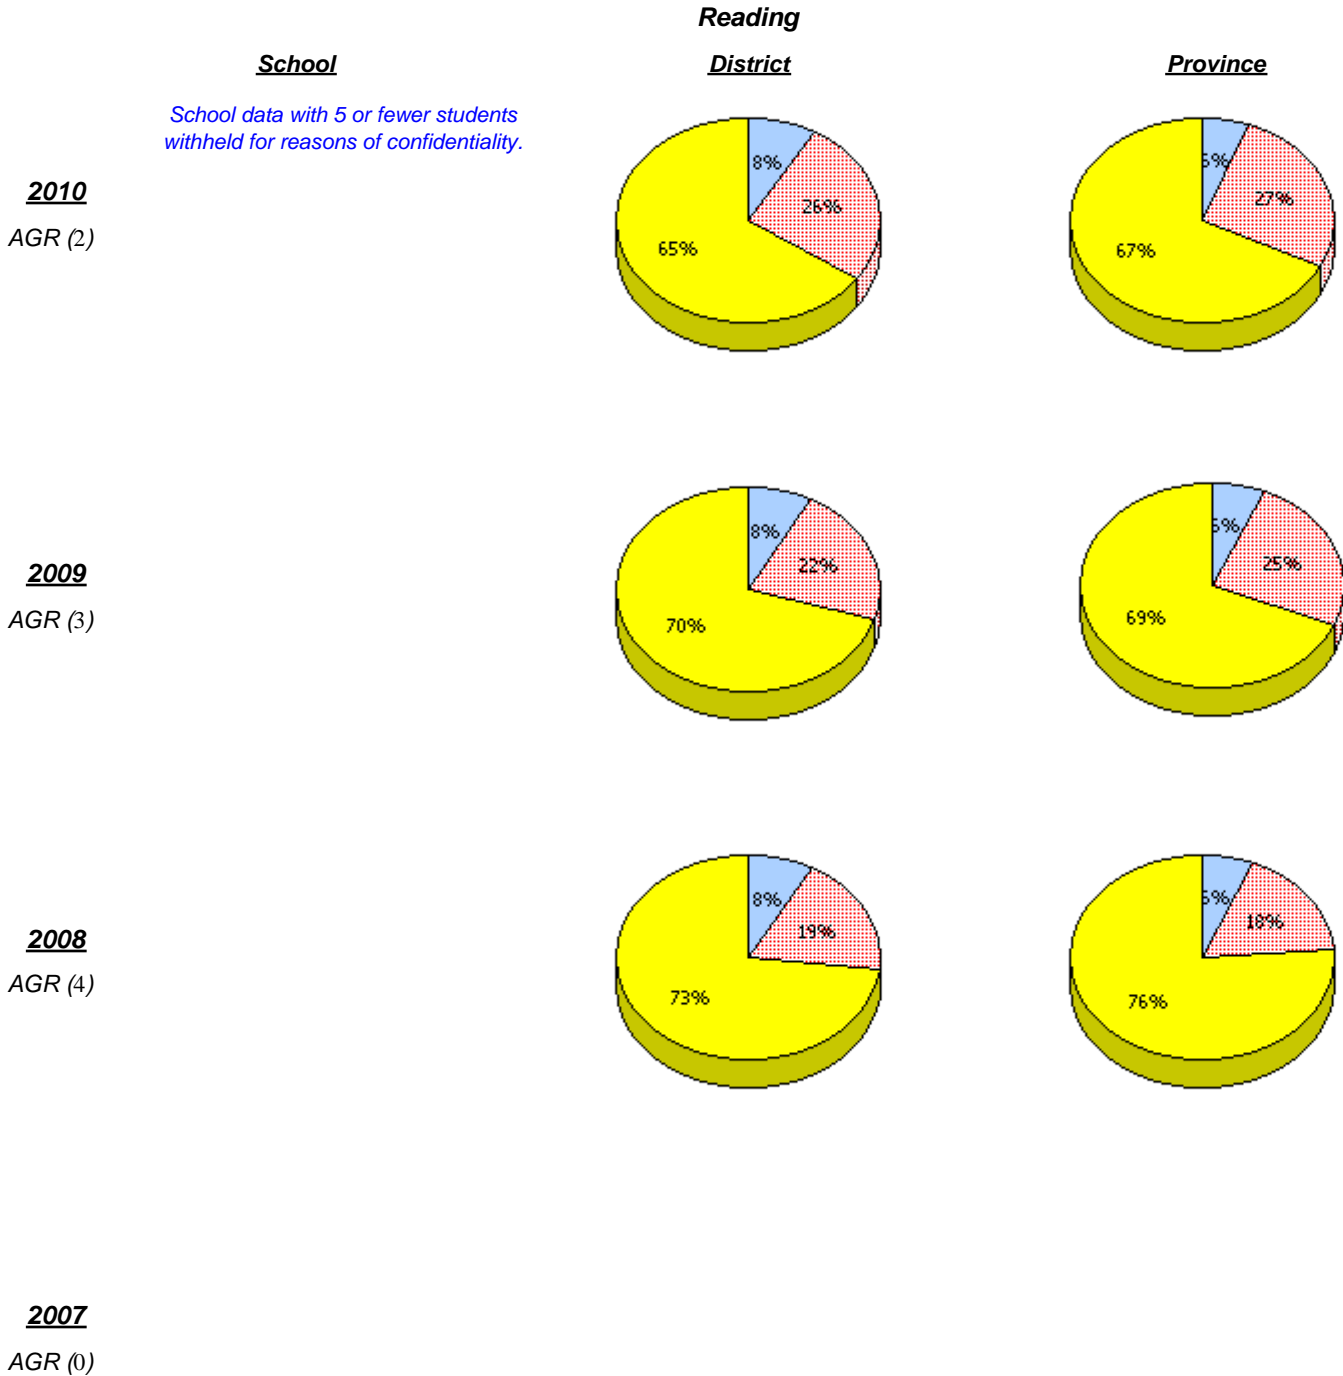 Reading
School District Province
School data with 5 or fewer students
withheld for reasons of confidentiality.
2010
AGR (2)
8%
26%
65%
27%
67%
2009
AGR (3)
8%
22%
70%
25%
69%
2008
AGR (4)
8%
19%
73%
18%
76%
2007
AGR (0)